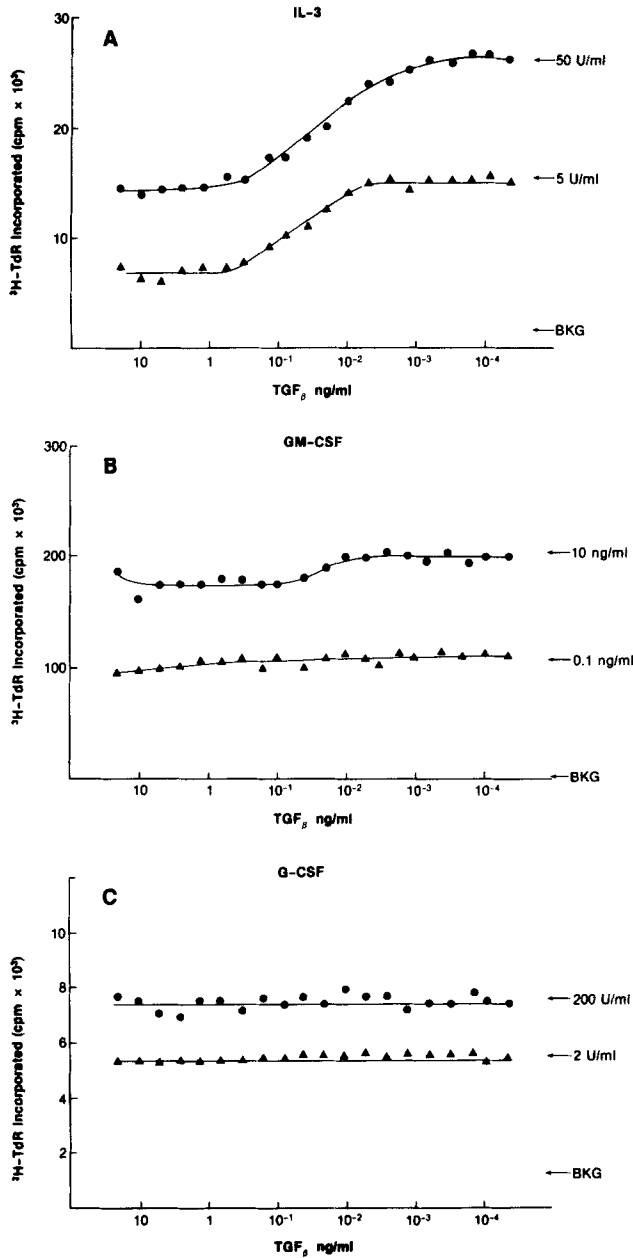 IL-3
A
³H-TdR Incorporated (cpm × 10³)
30
20
10
0
←50 U/ml
←5 U/ml
←BKG
10 1 10⁻¹ 10⁻² 10⁻³ 10⁻⁴
TGFβ ng/ml
GM-CSF
B
³H-TdR Incorporated (cpm × 10³)
300
200
100
←10 ng/ml
←0.1 ng/ml
←BKG
10 1 10⁻¹ 10⁻² 10⁻³ 10⁻⁴
TGFβ ng/ml
G-CSF
C
³H-TdR Incorporated (cpm × 10³)
10
8
6
4
2
←200 U/ml
←2 U/ml
←BKG
10 1 10⁻¹ 10⁻² 10⁻³ 10⁻⁴
TGFβ ng/ml